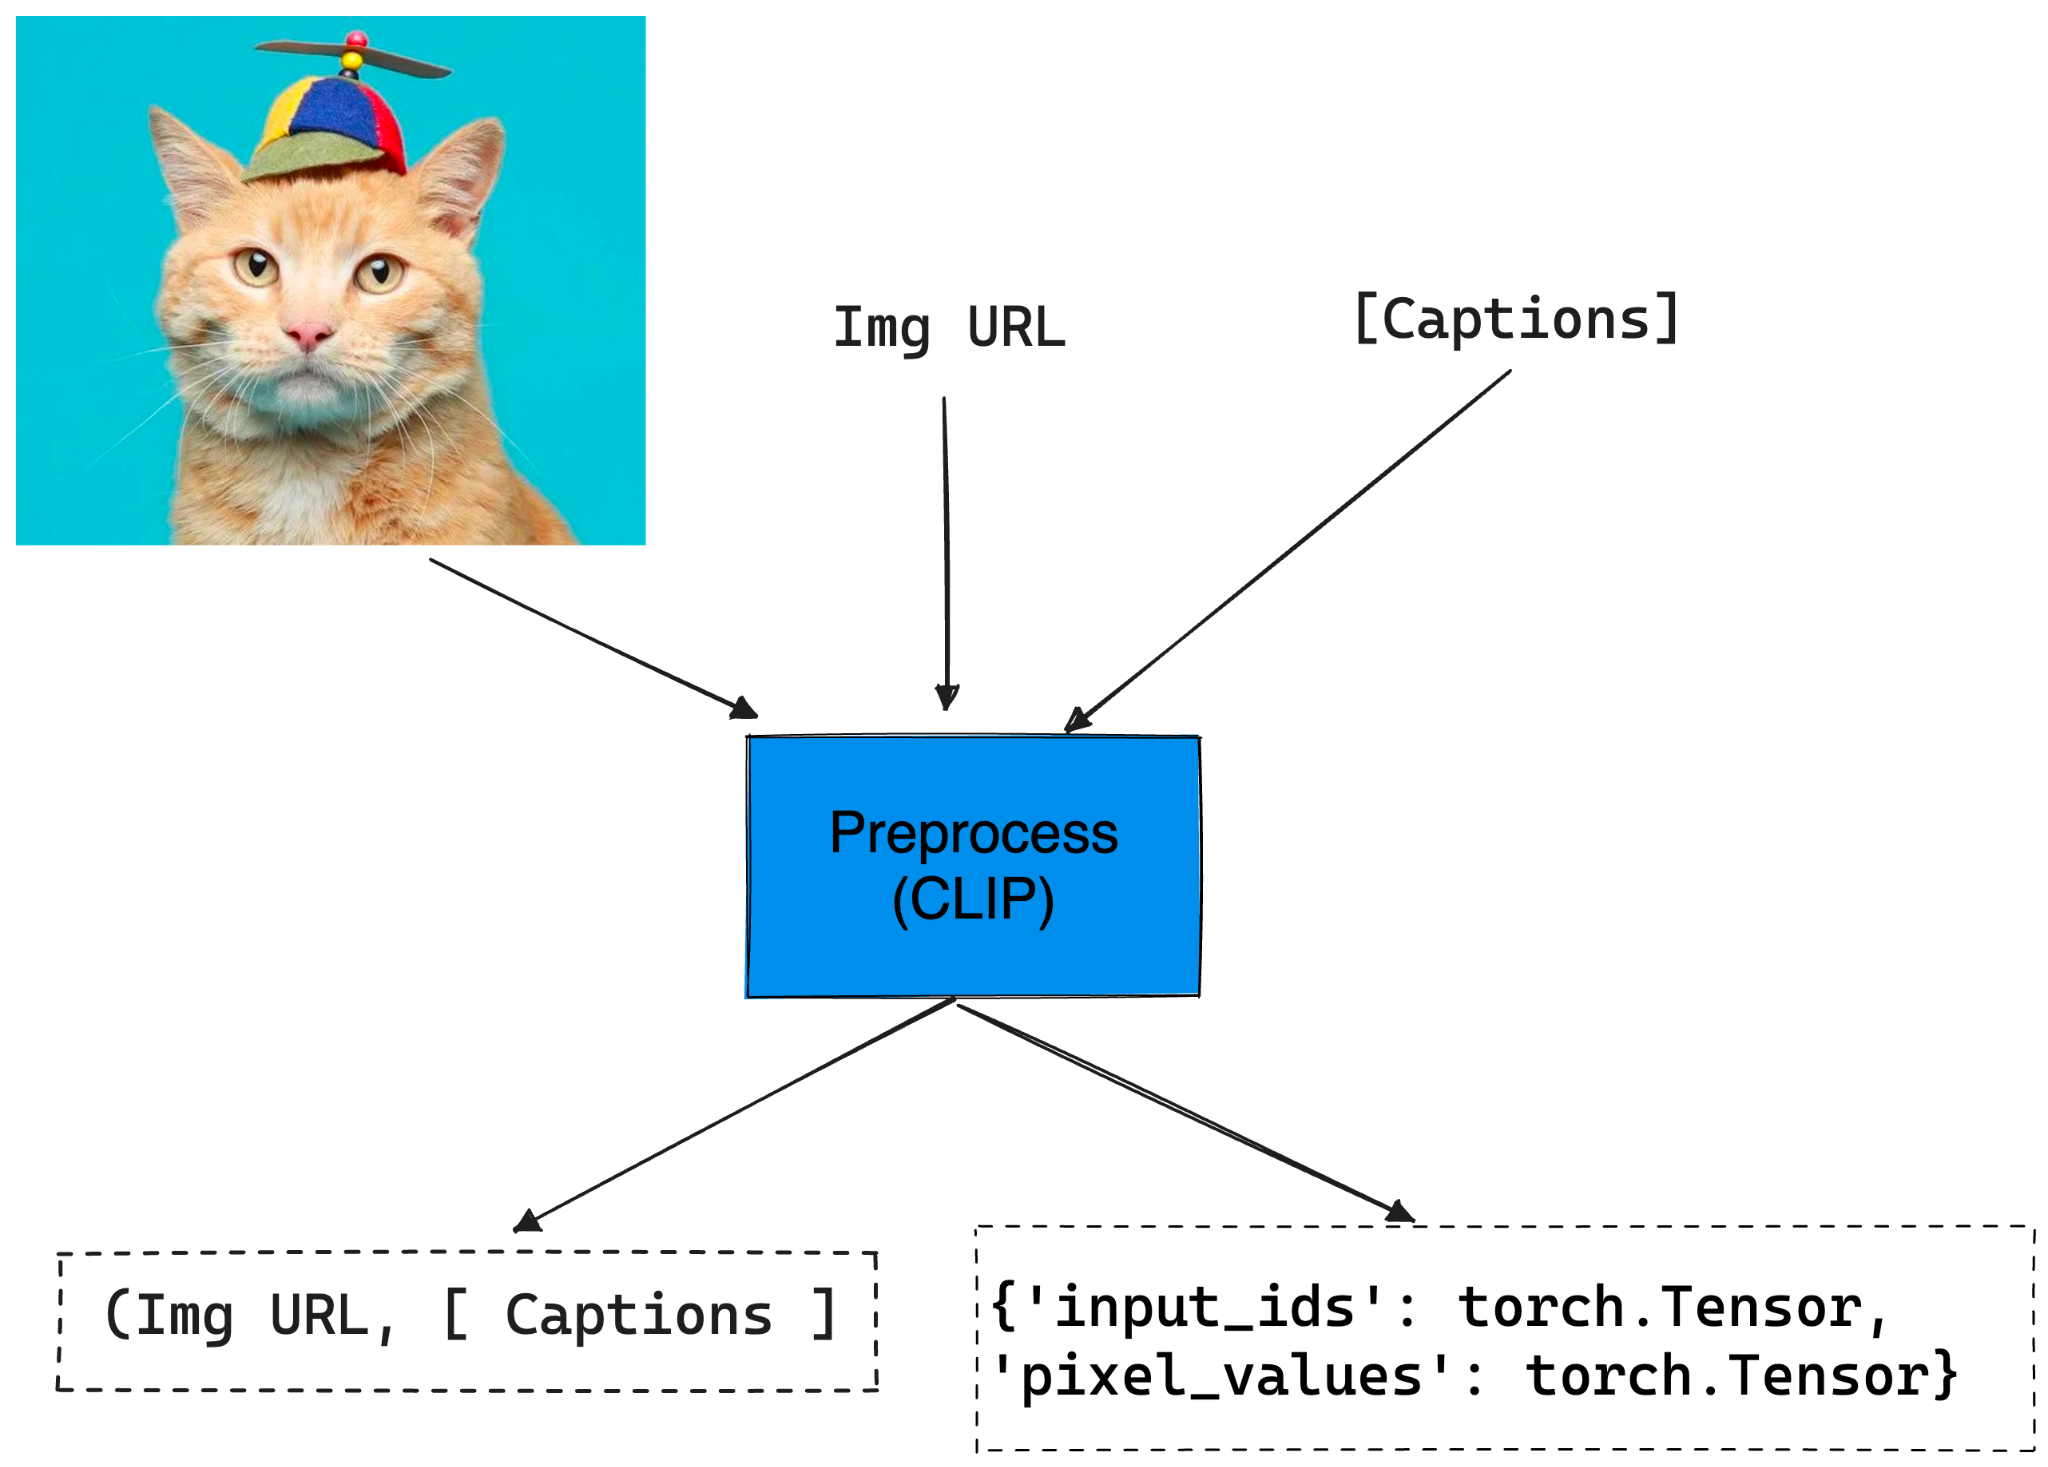 Img URL
[Captions]
Preprocess
(CLIP)
(Img URL, [ Captions ]
{'input_ids': torch.Tensor,
'pixel_values': torch.Tensor}